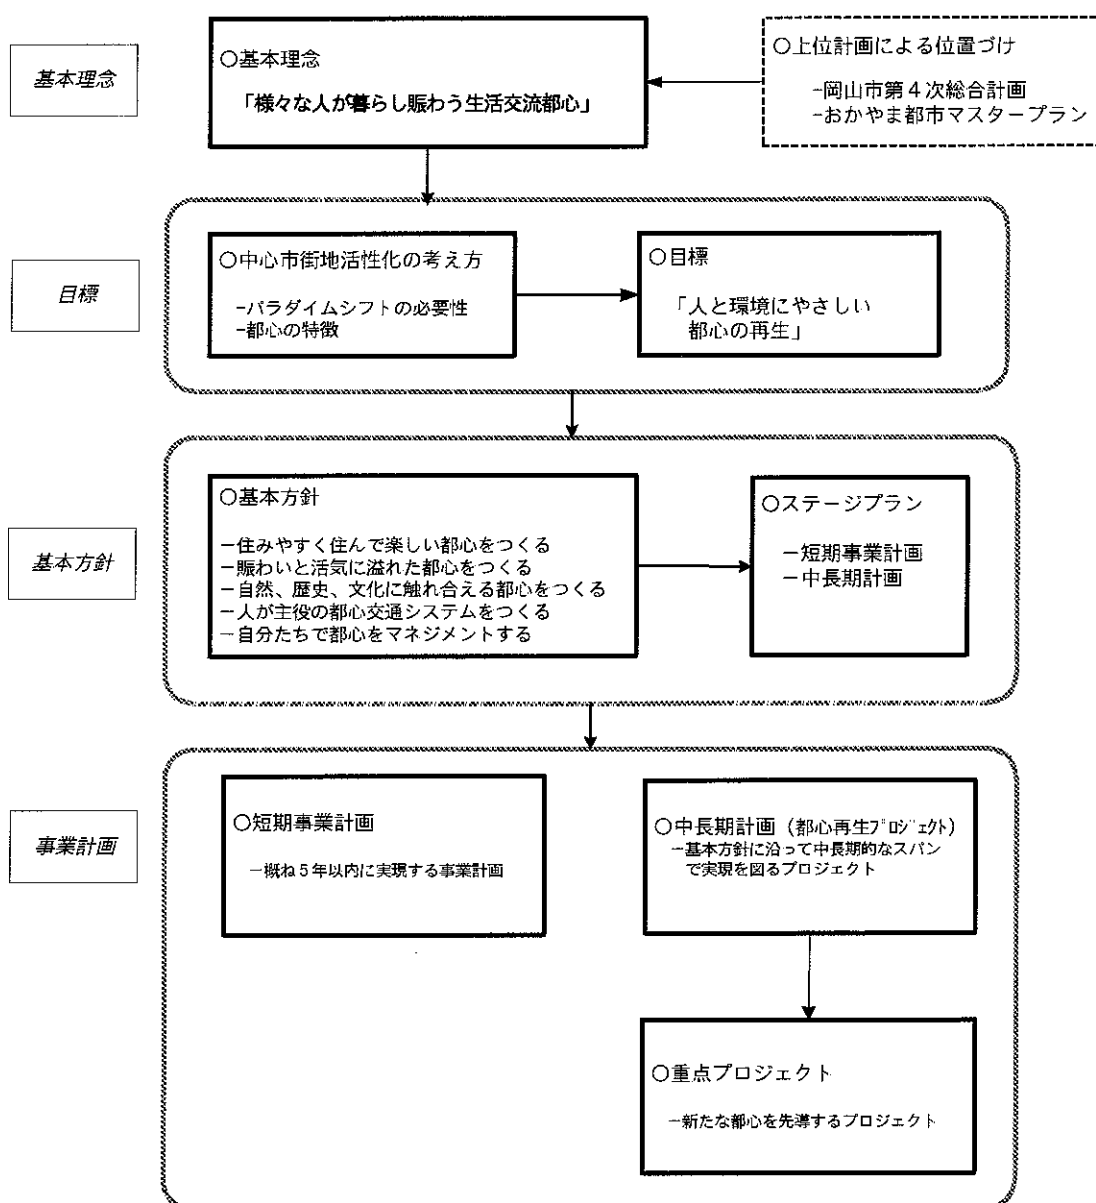 基本理念
○基本理念
「様々な人が暮らし賑わう生活交流都心」
○上位計画による位置づけ
−岡山市第４次総合計画
−おかやま都市マスタープラン
目標
○中心市街地活性化の考え方
−パラダイムシフトの必要性
−都心の特徴
○目標
「人と環境にやさしい
都心の再生」
基本方針
○基本方針
−住みやすく住んで楽しい都心をつくる
−賑わいと活気に溢れた都心をつくる
−自然、歴史、文化に触れ合える都心をつくる
−人が主役の都心交通システムをつくる
−自分たちで都心をマネジメントする
○ステージプラン
−短期事業計画
−中長期計画
事業計画
○短期事業計画
−概ね５年以内に実現する事業計画
○中長期計画（都心再生ﾌﾟﾛｼﾞｪｸﾄ）
−基本方針に沿って中長期的なスパン
で実現を図るプロジェクト
○重点プロジェクト
−新たな都心を先導するプロジェクト